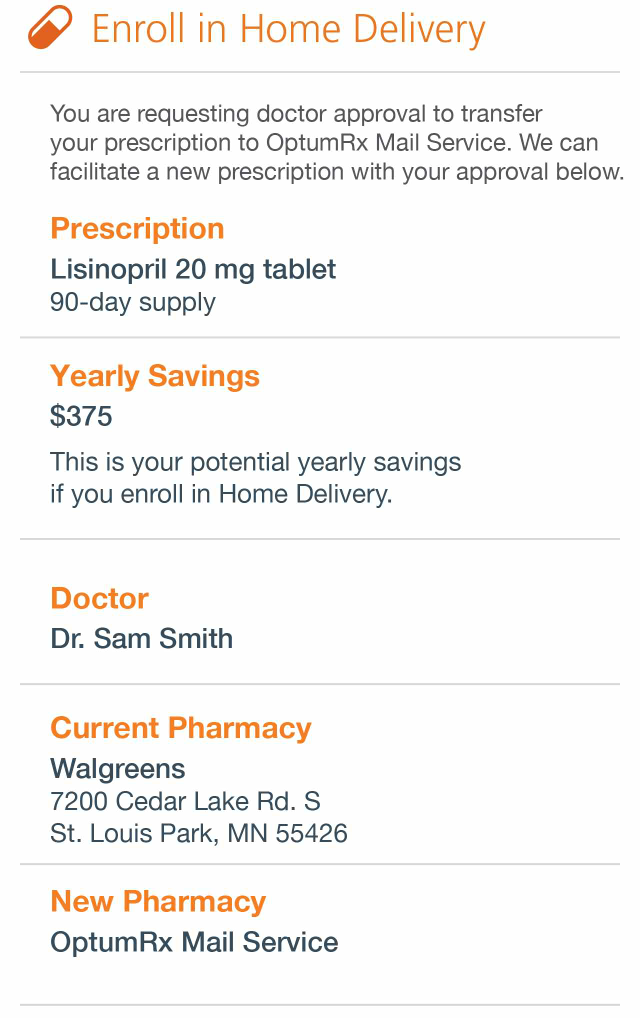 Enroll in Home Delivery
You are requesting doctor approval to transfer
your prescription to OptumRx Mail Service. We can
facilitate a new prescription with your approval below.
Prescription
Lisinopril 20 mg tablet
90-day supply
Yearly Savings
$375
This is your potential yearly savings
if you enroll in Home Delivery.
Doctor
Dr. Sam Smith
Current Pharmacy
Walgreens
7200 Cedar Lake Rd. S
St. Louis Park, MN 55426
New Pharmacy
OptumRx Mail Service